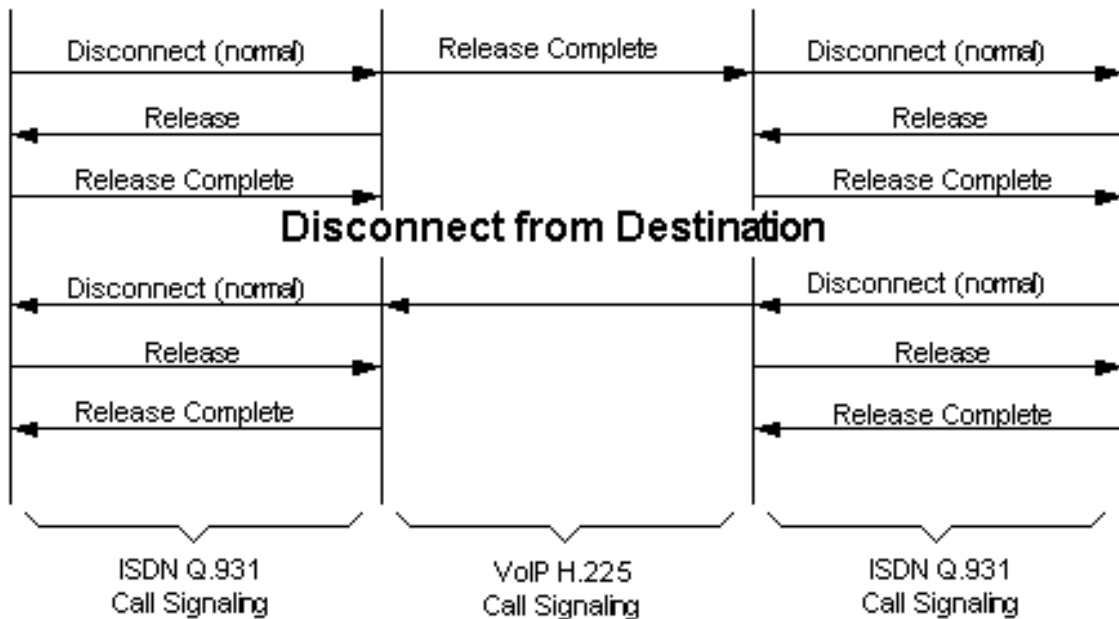 Disconnect (normal) Release Complete Disconnect (normal)
Release Release
Release Complete Release Complete
Disconnect from Destination
Disconnect (normal) Disconnect (normal)
Release Release
Release Complete Release Complete
ISDN Q.931 VoIP H.225 ISDN Q.931
Call Signaling Call Signaling Call Signaling